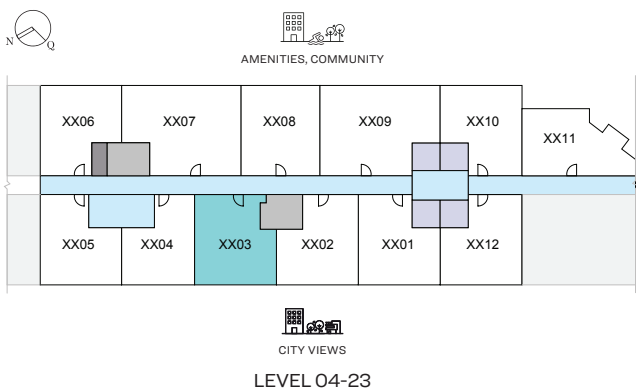 N
Q
AMENITIES, COMMUNITY
XX06 XX07 XX08 XX09 XX10
XX11
XX05 XX04 XX03 XX02 XX01 XX12
CITY VIEWS
LEVEL 04-23